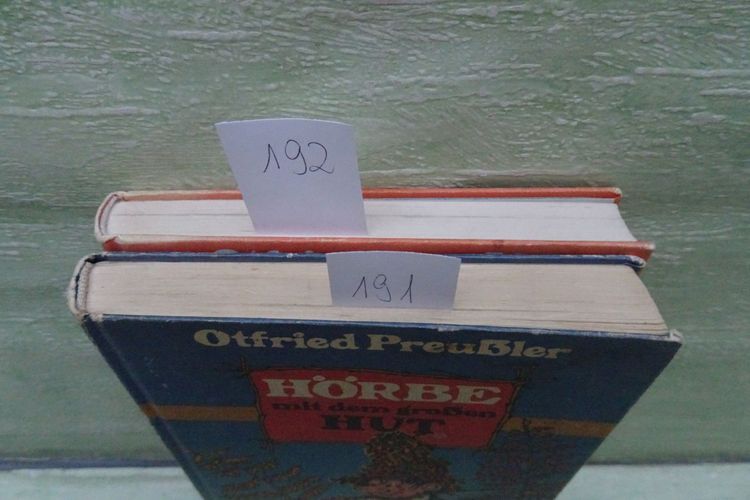 192
191
Otfried Preußler
HÖRBE
mit dem großen
HUT